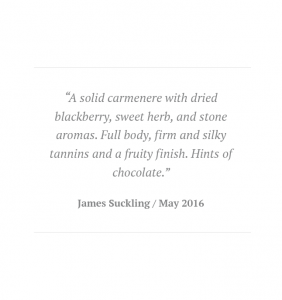 “A solid carmenere with dried
blackberry, sweet herb, and stone
aromas. Full body, firm and silky
tannins and a fruity finish. Hints of
chocolate.”
James Suckling / May 2016